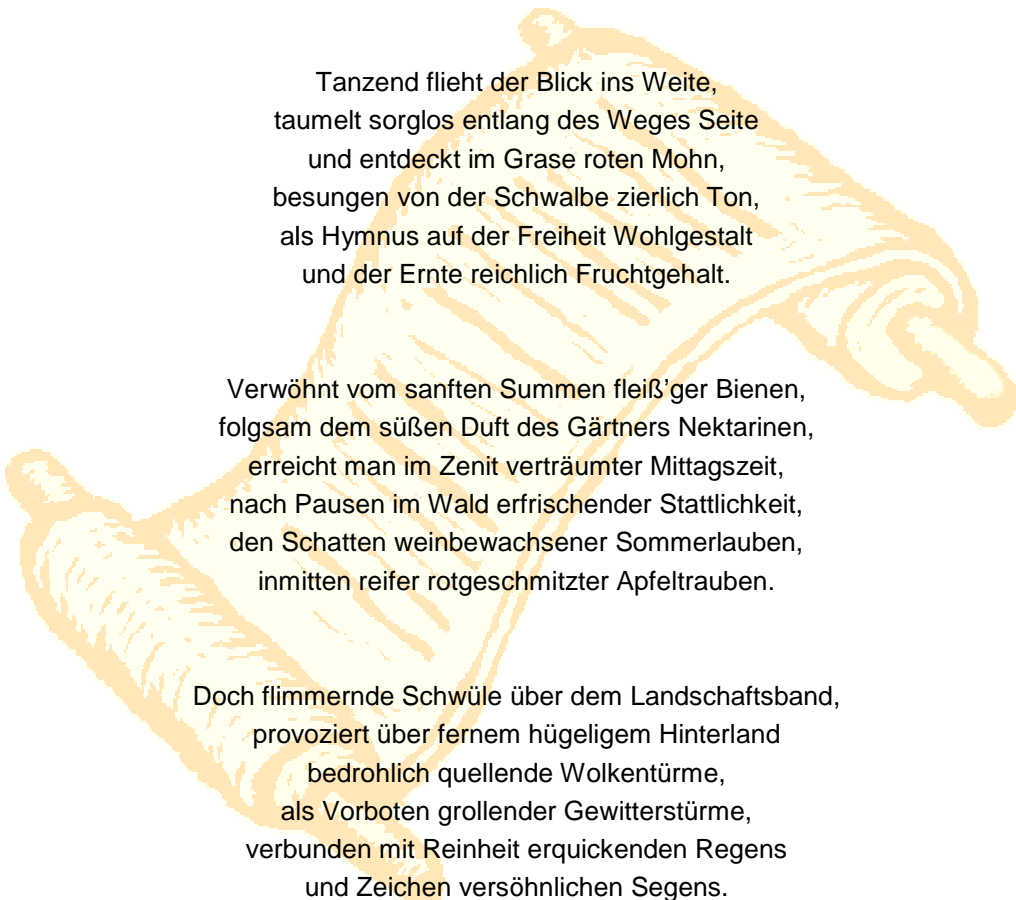 Tanzend flieht der Blick ins Weite,
taumelt sorglos entlang des Weges Seite
und entdeckt im Grase roten Mohn,
besungen von der Schwalbe zierlich Ton,
als Hymnus auf der Freiheit Wohlgestalt
und der Ernte reichlich Fruchtgehalt.
Verwöhnt vom sanften Summen fleiß’ger Bienen,
folgsam dem süßen Duft des Gärtners Nektarinen,
erreicht man im Zenit verträumter Mittagszeit,
nach Pausen im Wald erfrischender Stattlichkeit,
den Schatten weinbewachsener Sommerlauben,
inmitten reifer rotgeschmitzter Apfeltrauben.
Doch flimmernde Schwüle über dem Landschaftsband,
provoziert über fernem hügeligem Hinterland
bedrohlich quellende Wolkentürme,
als Vorboten grollender Gewitterstürme,
verbunden mit Reinheit erquickenden Regens
und Zeichen versöhnlichen Segens.